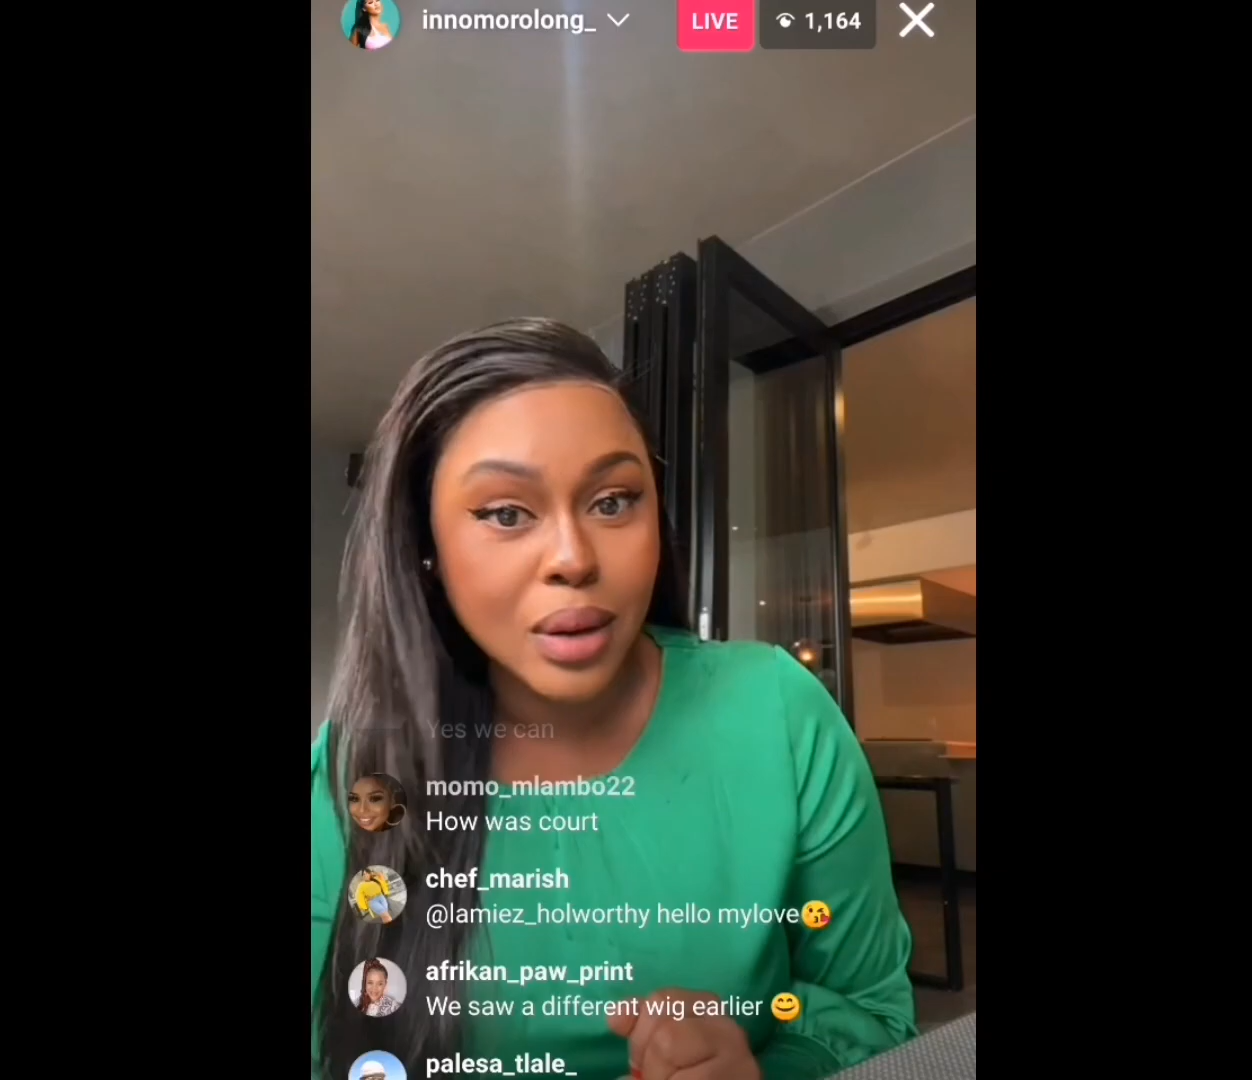 innomorolong_
LIVE
1,164
Yes we can
momo_mlambo22
How was court
chef_marish
@lamiez_holworthy hello mylove😘
afrikan_paw_print
We saw a different wig earlier 😊
palesa_tlale_